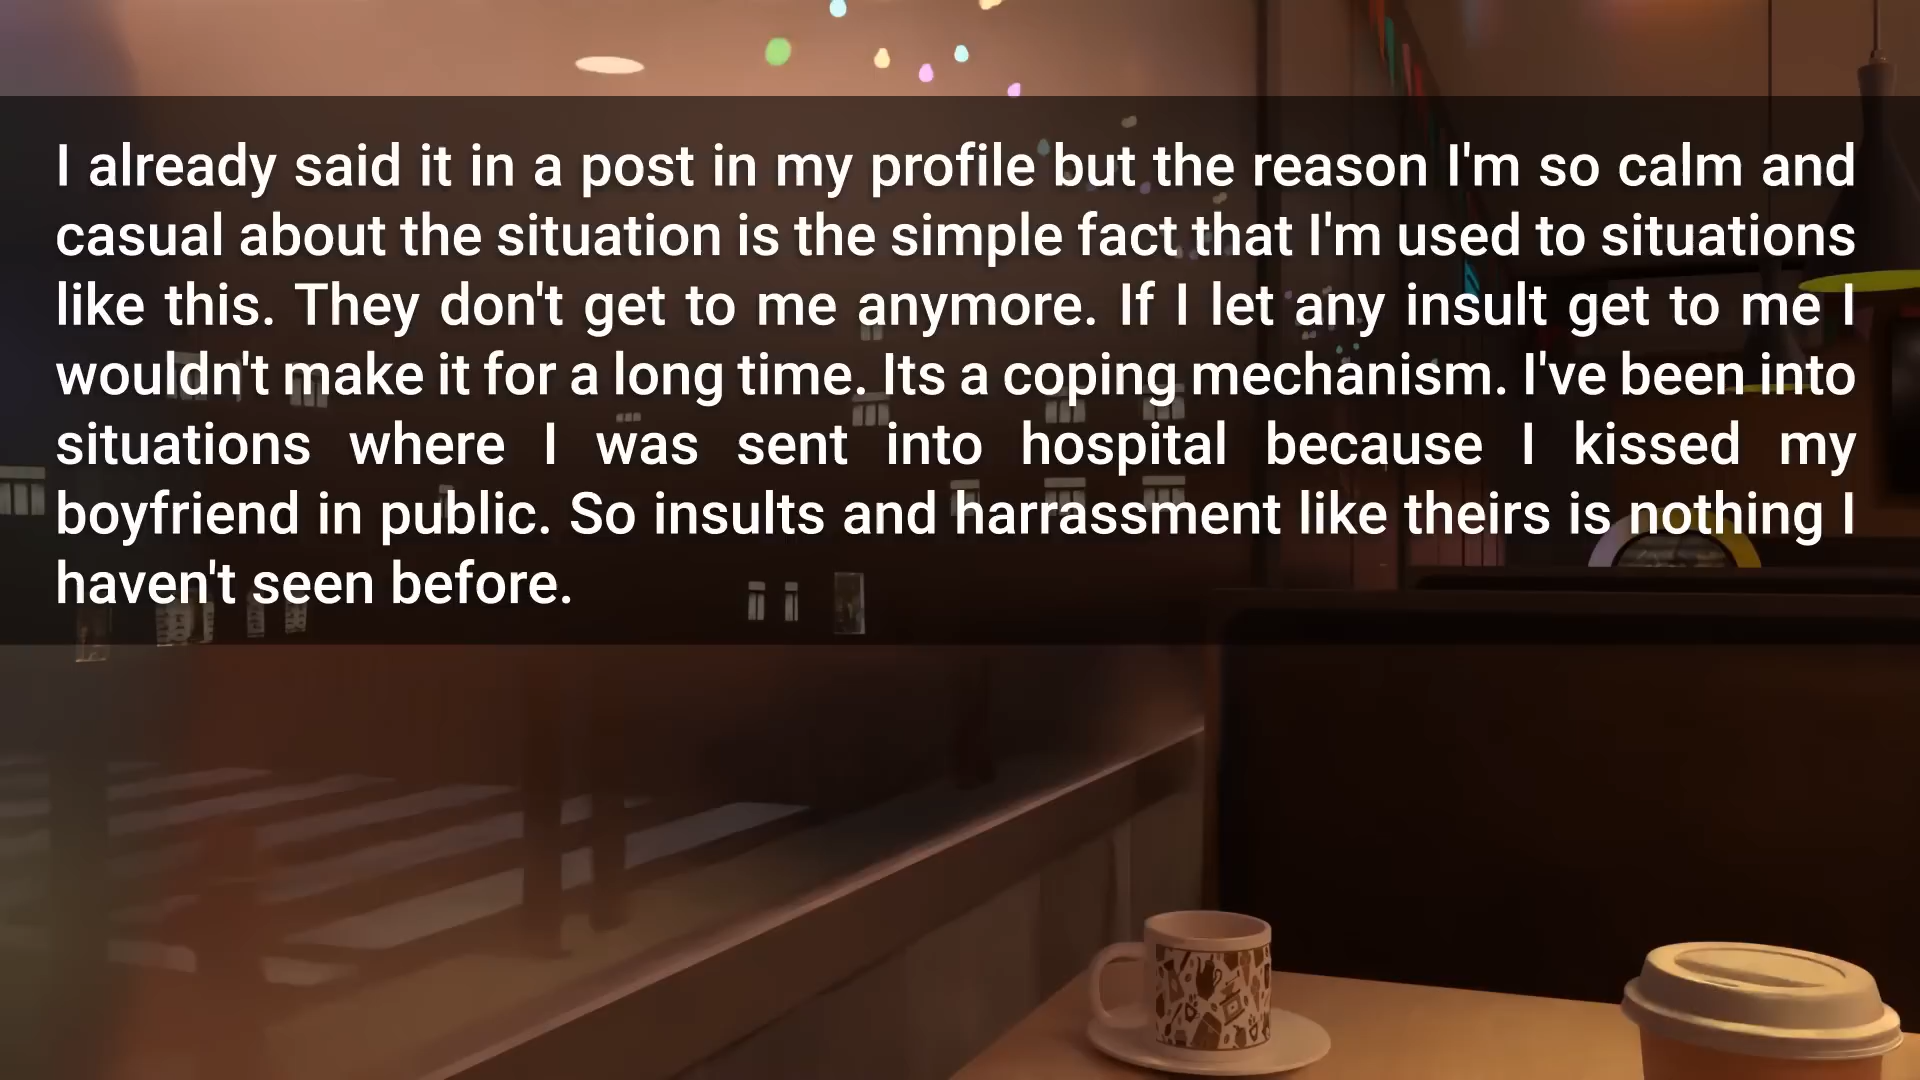 I already said it in a post in my profile but the reason I'm so calm and
casual about the situation is the simple fact that I'm used to situations
like this. They don't get to me anymore. If I let any insult get to me I
wouldn't make it for a long time. Its a coping mechanism. I've been into
situations where I was sent into hospital because I kissed my
boyfriend in public. So insults and harrassment like theirs is nothing I
haven't seen before.